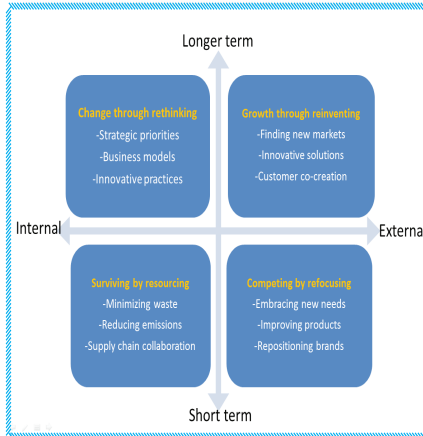 Longer term
Change through rethinking
-Strategic priorities
-Business models
-Innovative practices
Growth through reinventing
-Finding new markets
-Innovative solutions
-Customer co-creation
Internal
Externa
Surviving by resourcing
-Minimizing waste
-Reducing emissions
-Supply chain collaboration
Competing by refocusing
-Embracing new needs
-Improving products
-Repositioning brands
Short term